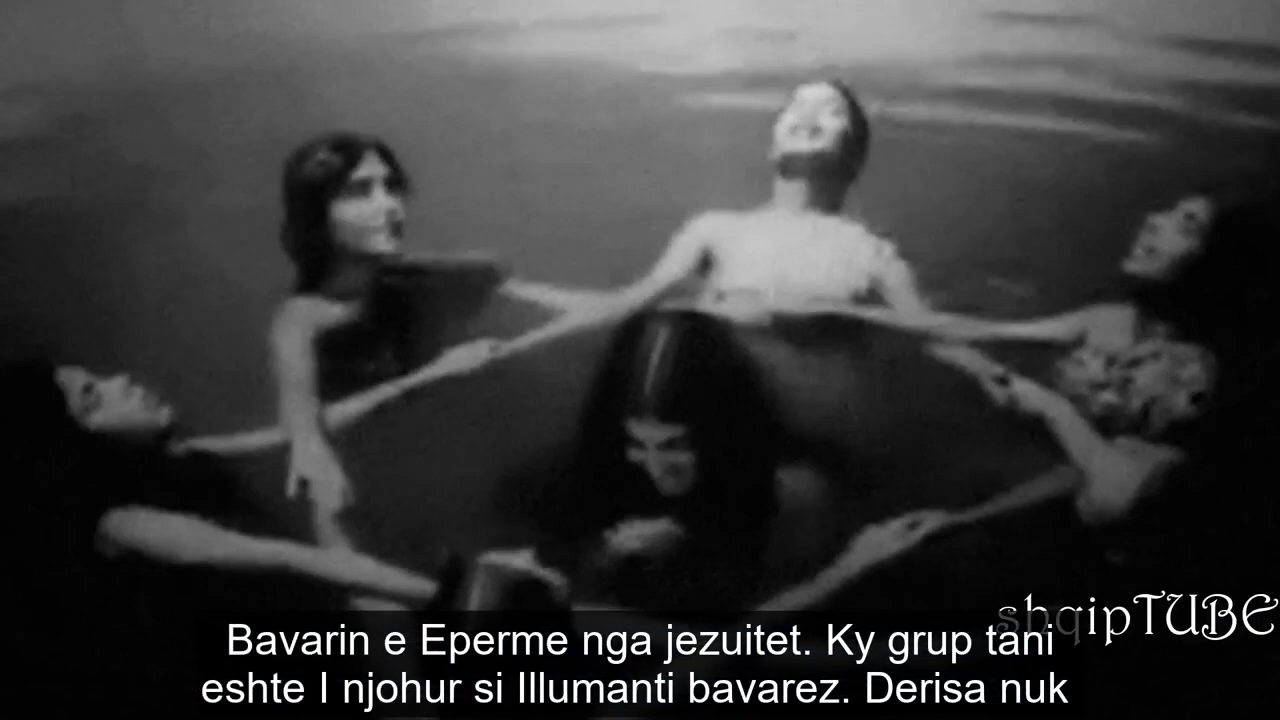 shqipTUBE
Bavarin e Eperme nga jezuitet. Ky grup tani
eshte I njohur si Illumanti bavarez. Derisa nuk